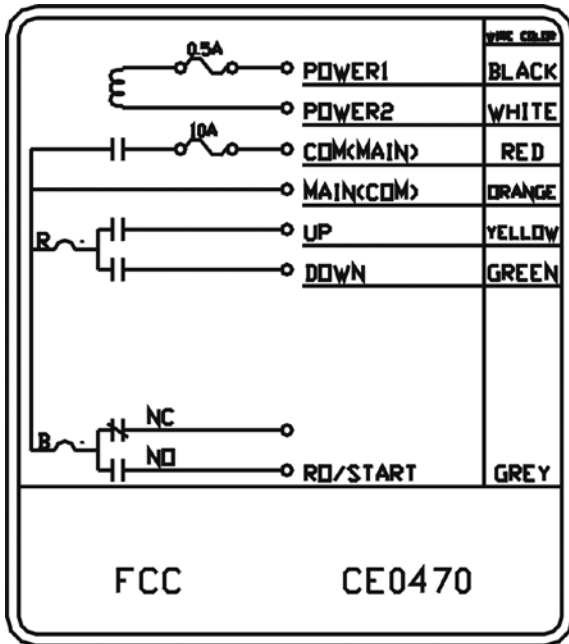 WIRE COLOR
0.5A
POWER1 BLACK
POWER2 WHITE
10A
COM(MAIN) RED
MAIN(COM) ORANGE
R UP YELLOW
DOWN GREEN
NC
B
NO
RO/START GREY
FCC CE0470